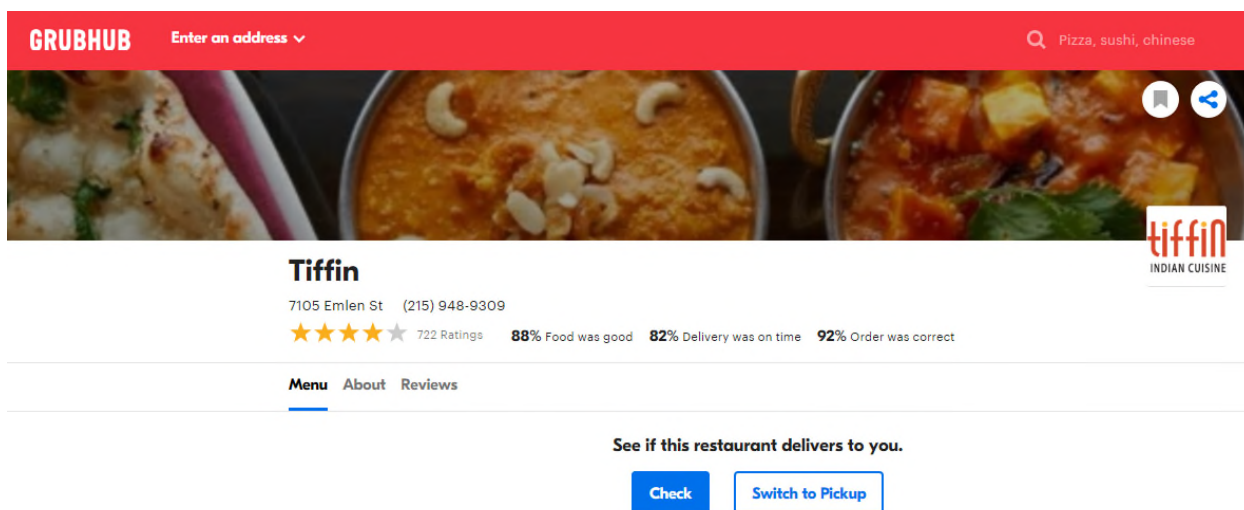 GRUBHUB Enter an address Pizza, sushi, chinese
tiffin
INDIAN CUISINE
Tiffin
7105 Emlen St (215) 948-9309
722 Ratings 88% Food was good 82% Delivery was on time 92% Order was correct
Menu About Reviews
See if this restaurant delivers to you.
Check Switch to Pickup